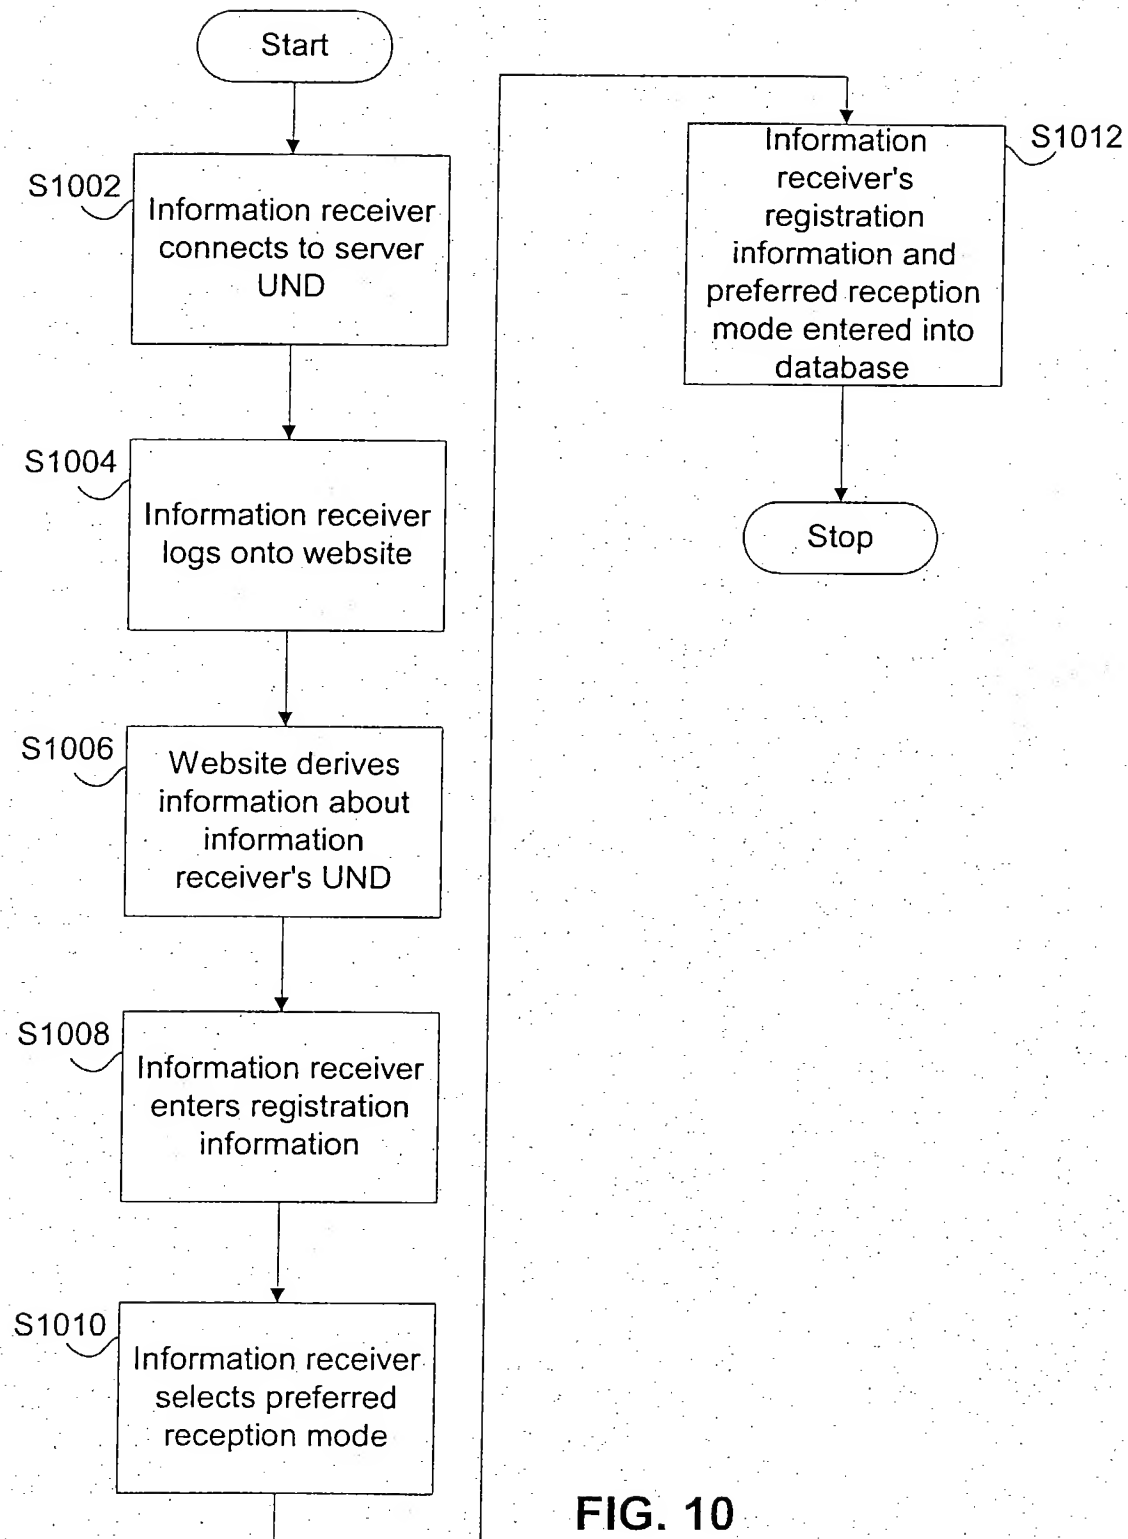 Start
S1002
Information receiver
connects to server
UND
S1004
Information receiver
logs onto website
S1006
Website derives
information about
information
receiver's UND
S1008
Information receiver
enters registration
information
S1010
Information receiver
selects preferred
reception mode
S1012
Information
receiver's
registration
information and
preferred reception
mode entered into
database
Stop
FIG. 10